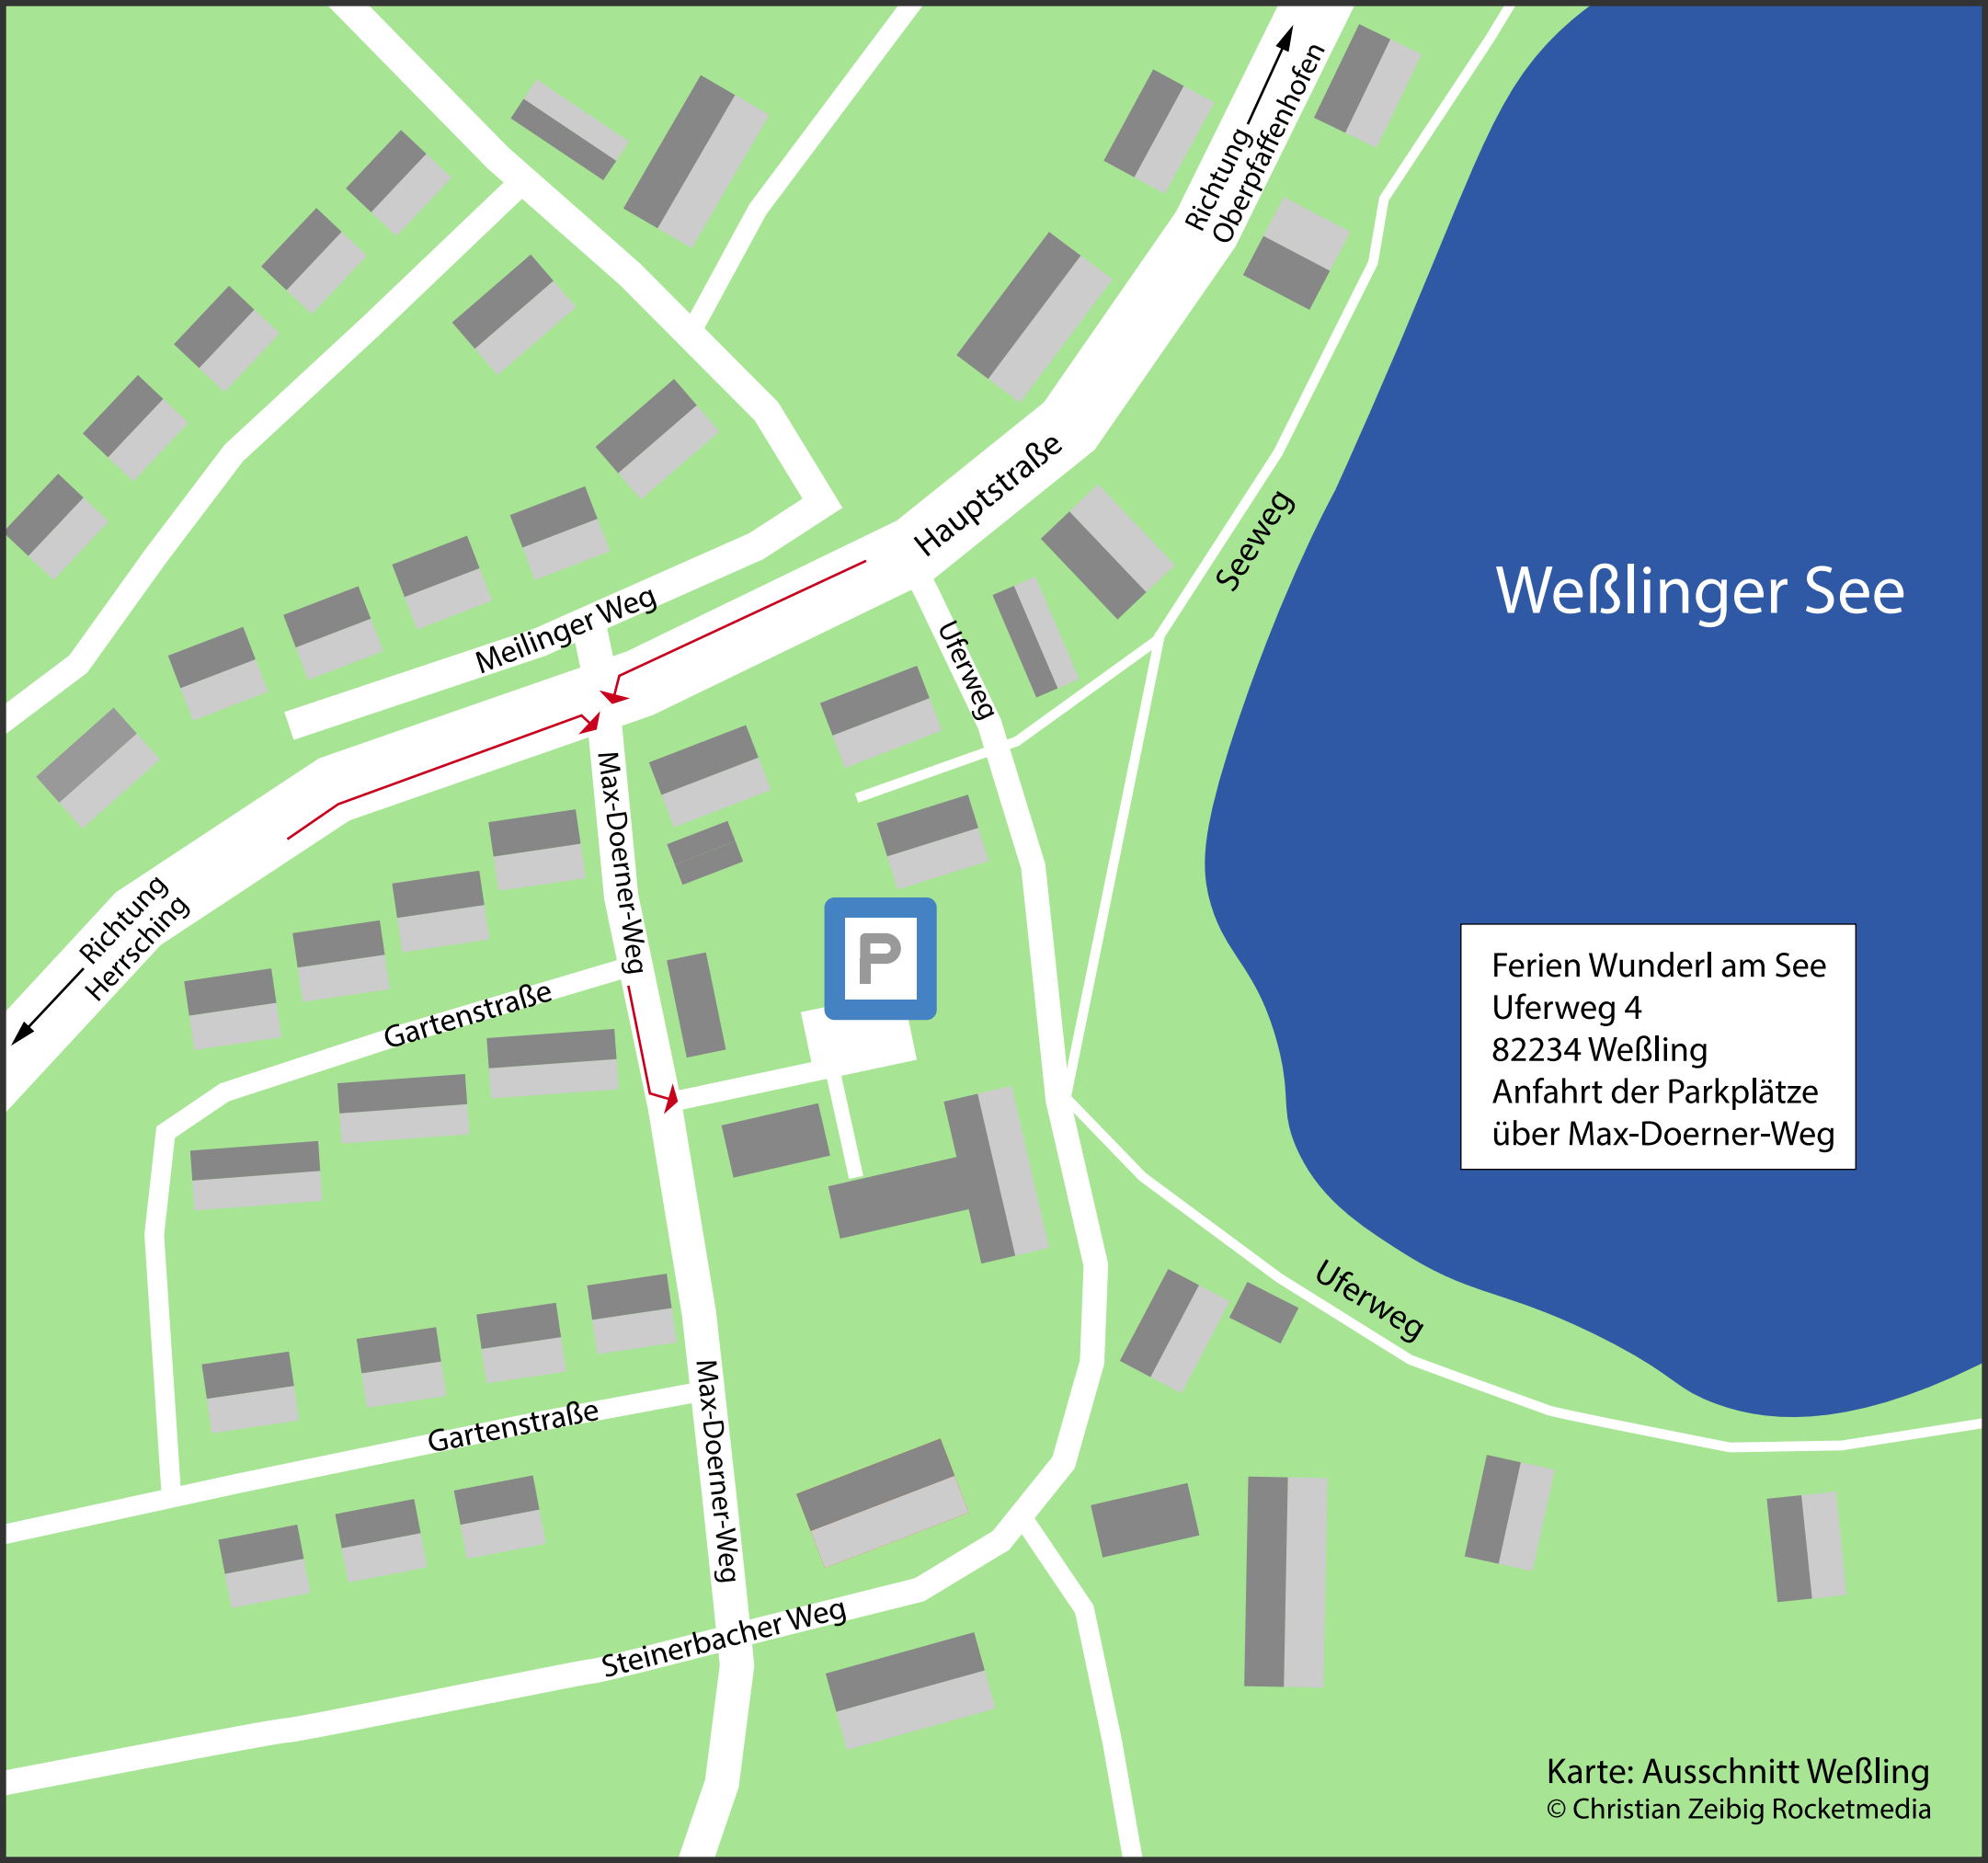 Richtung
Oberpfaffenhofen
Hauptstraße
Seeweg
Weßlinger See
Meilinger Weg
Uferweg
Max-Doerner-Weg
Richtung
Herrsching
P
Gartenstraße
Ferien Wunderl am See
Uferweg 4
82234 Weßling
Anfahrt der Parkplätze
über Max-Doerner-Weg
Uferweg
Gartenstraße
Max-Doerner-Weg
Steinerbacher Weg
Karte: Ausschnitt Weßling
© Christian Zeibig Rocketmedia